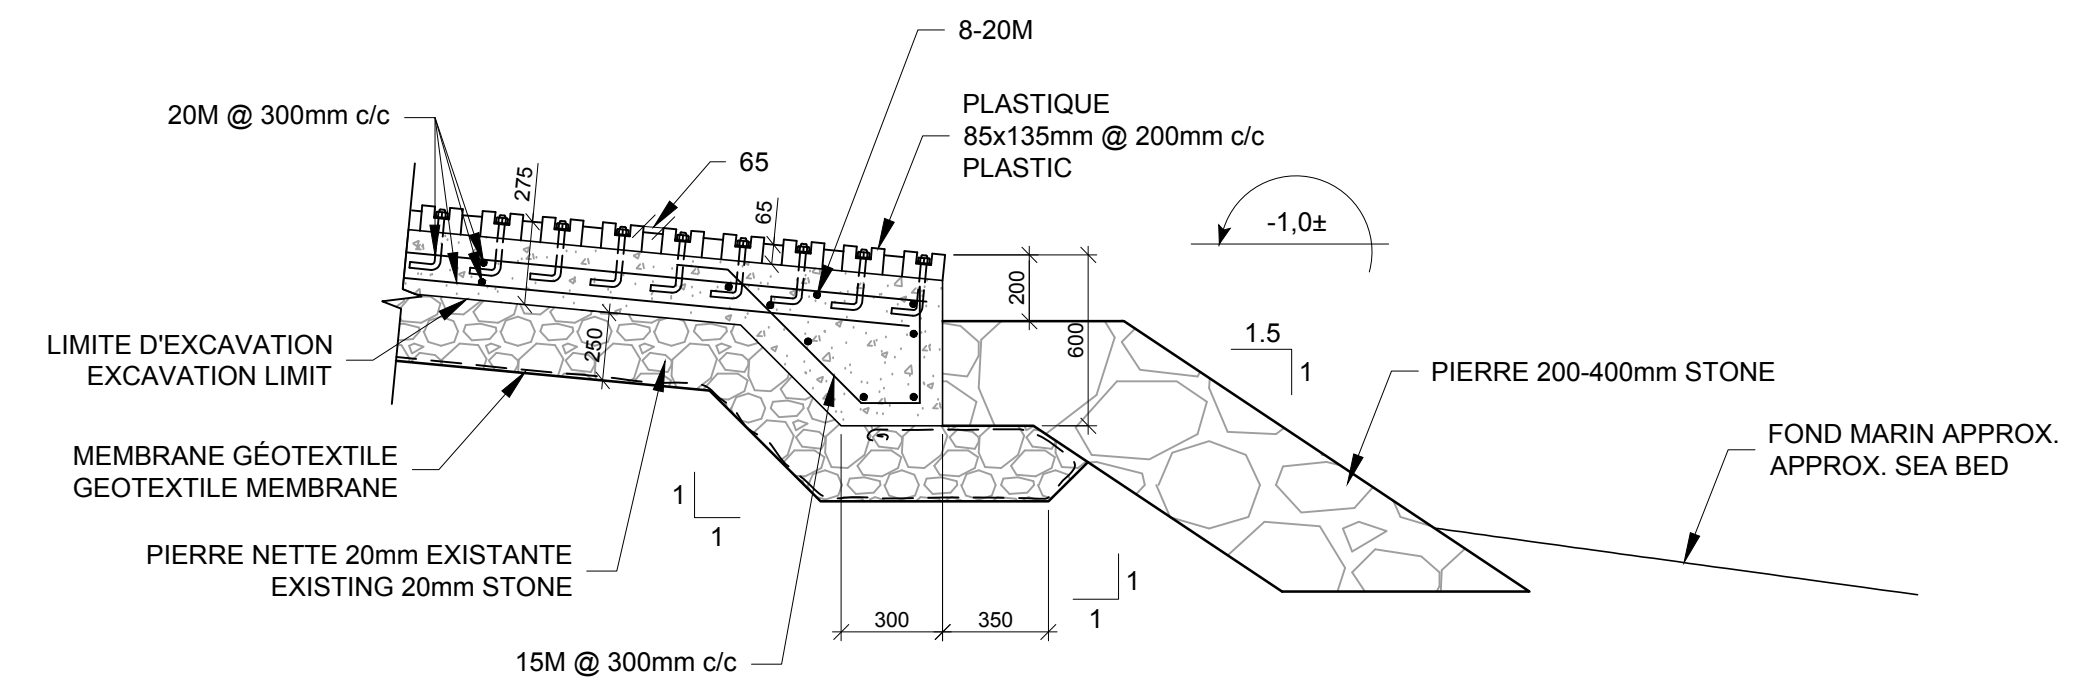 8-20M
20M @ 300mm c/c
PLASTIQUE
85x135mm @ 200mm c/c
PLASTIC
65
275
65
-1,0±
200
600
250
1.5
1
LIMITE D'EXCAVATION
EXCAVATION LIMIT
PIERRE 200-400mm STONE
FOND MARIN APPROX.
APPROX. SEA BED
MEMBRANE GÉOTEXTILE
GEOTEXTILE MEMBRANE
1
1
PIERRE NETTE 20mm EXISTANTE
EXISTING 20mm STONE
1
1
300
350
15M @ 300mm c/c